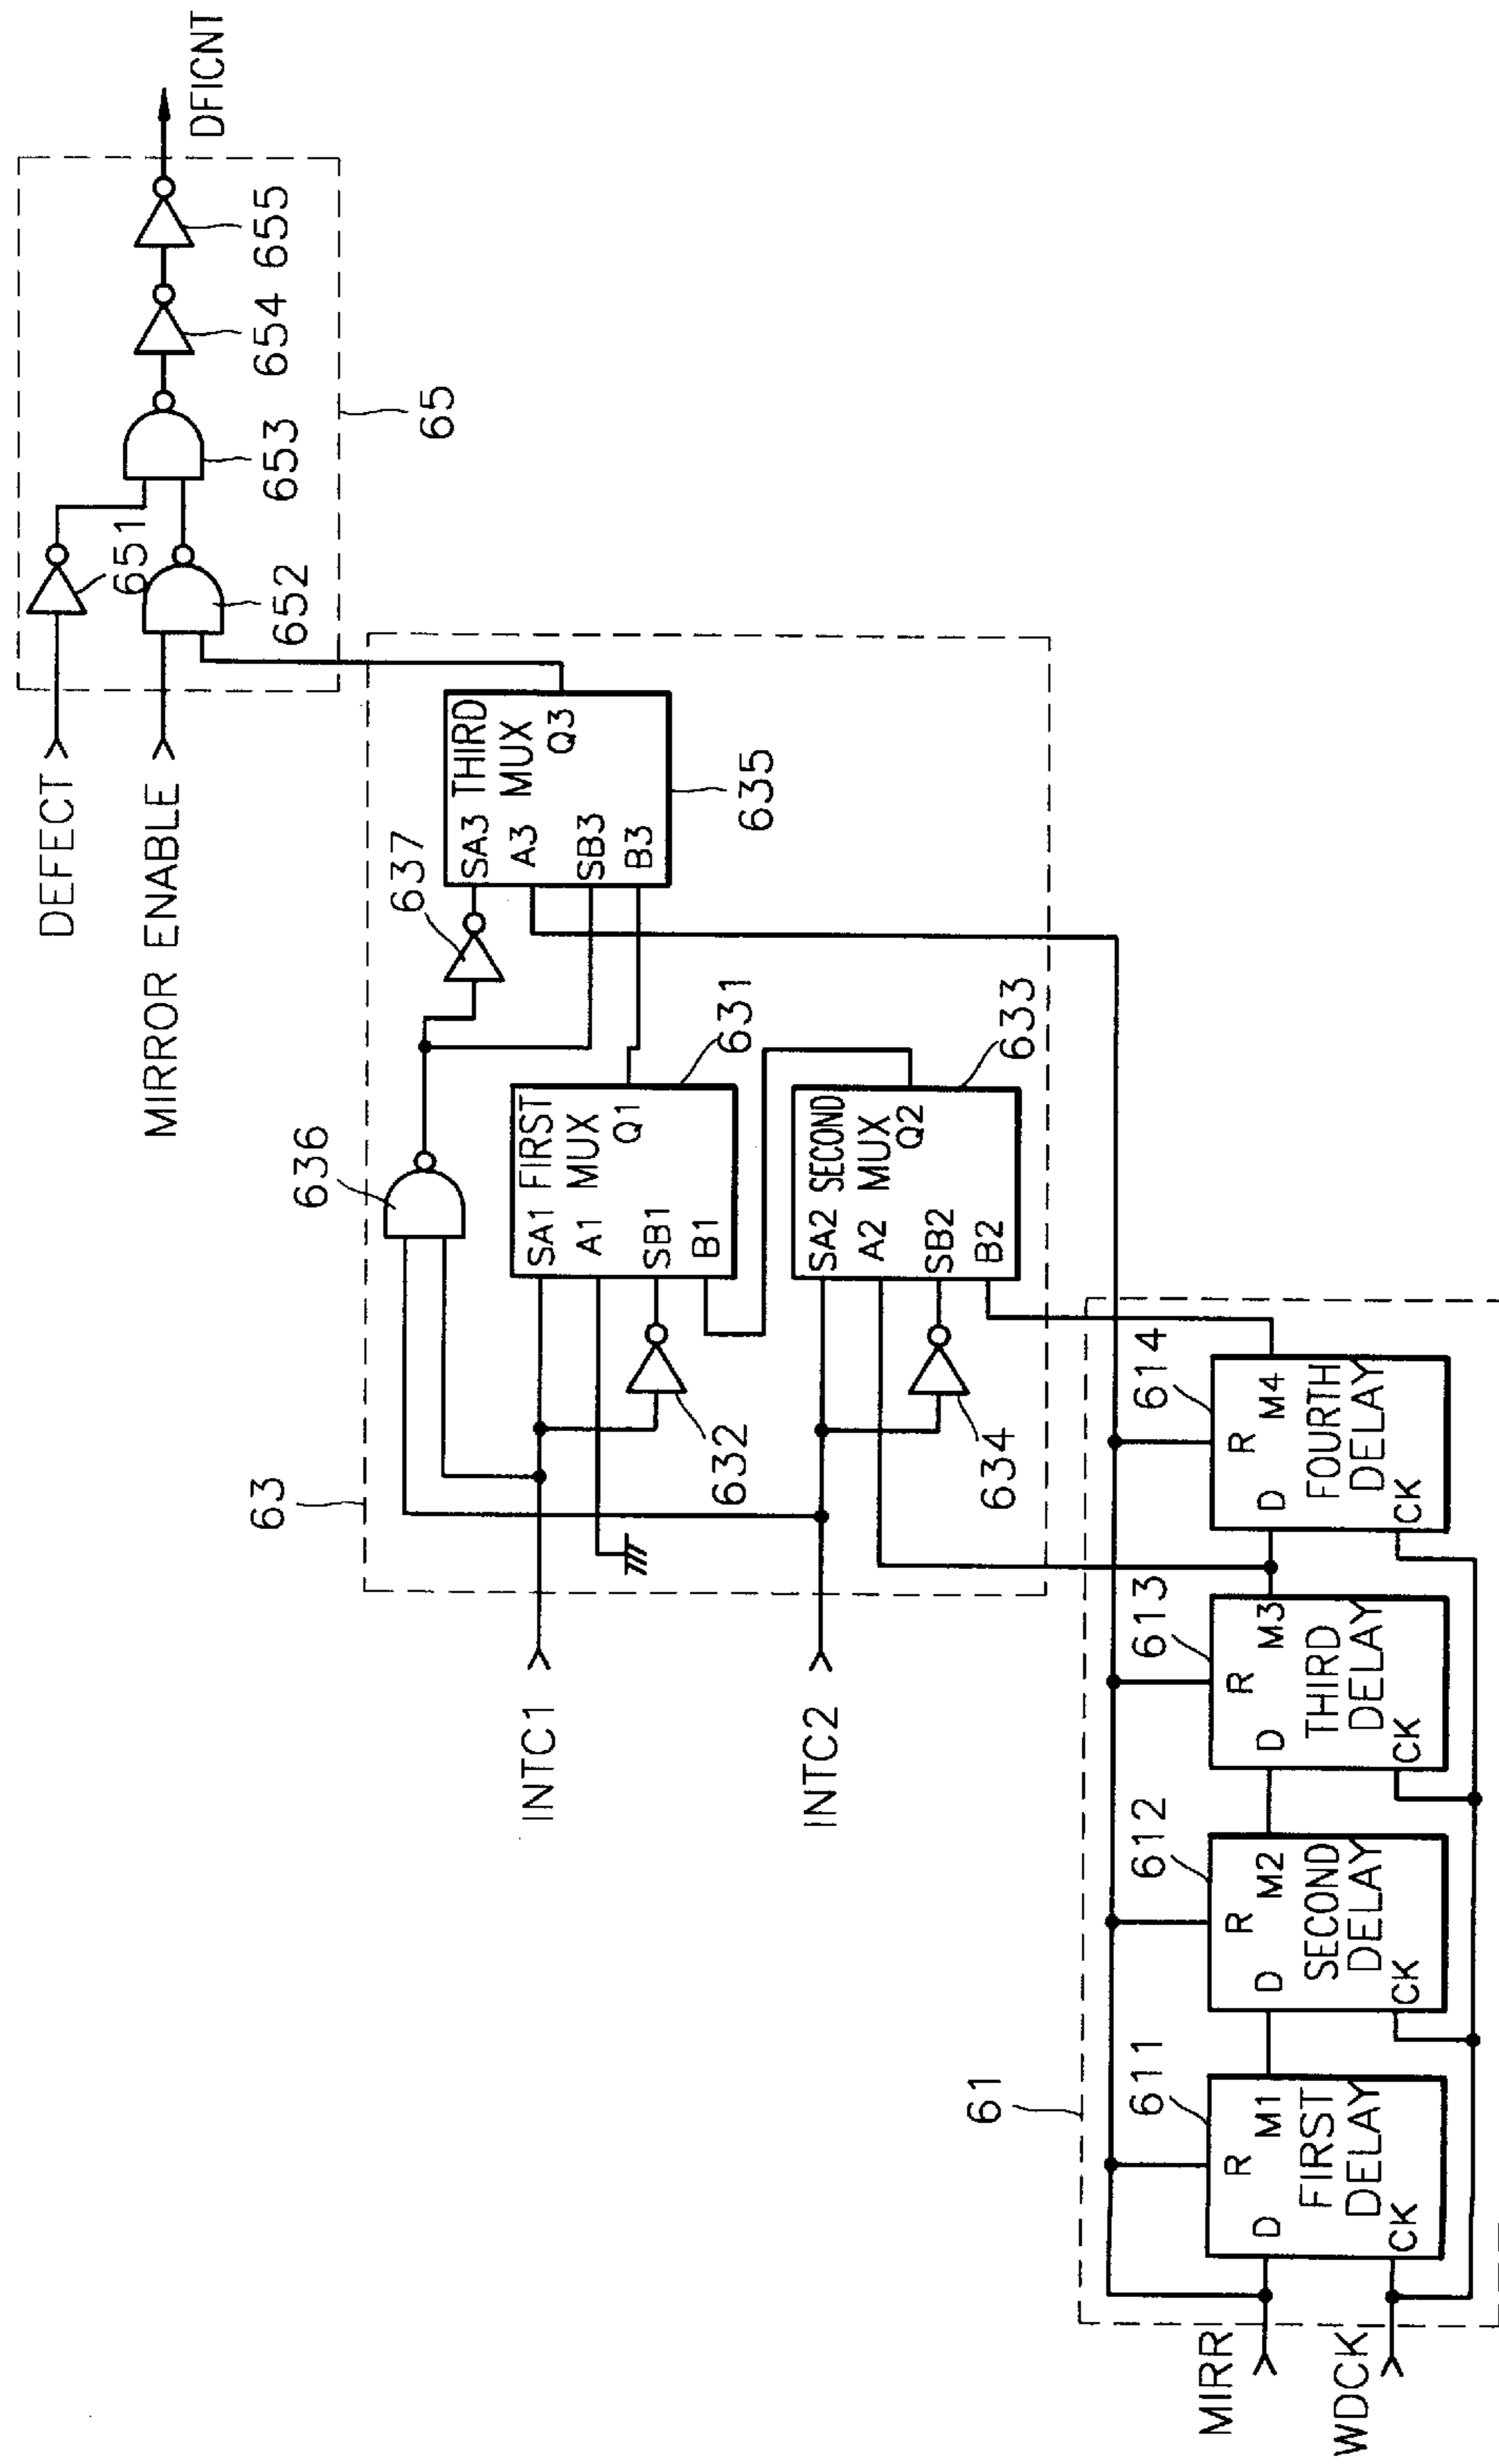 DEFECT
MIRROR ENABLE
651
652
653
654
655
DFICNT
65
63
636
637
SA3 THIRD
A3 MUX
Q3
SB3
B3
635
INTC1
SA1 FIRST
A1 MUX
Q1
SB1
B1
631
632
INTC2
SA2 SECOND
A2 MUX
Q2
SB2
B2
633
634
61
MIRR
WDCK
611
R
D M1
FIRST
DELAY
CK
612
R
D M2
SECOND
DELAY
CK
613
R
D M3
THIRD
DELAY
CK
614
R
D M4
FOURTH
DELAY
CK